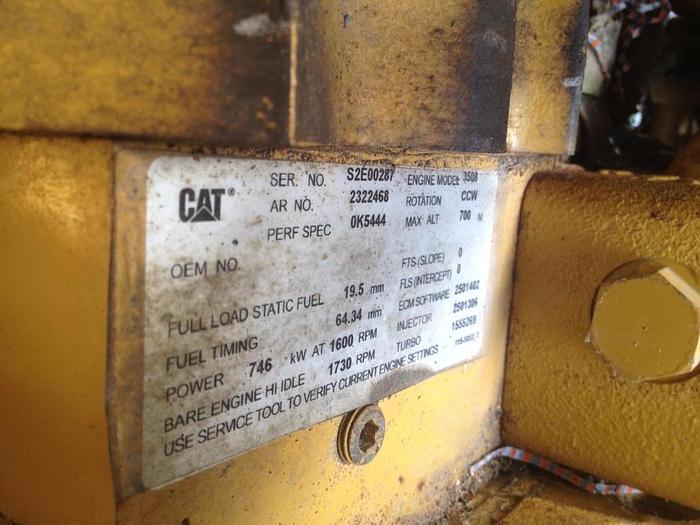 CAT®
SER. NO. S2E00287 ENGINE MODEL 3508
AR NO. 2322468 ROTATION CCW
PERF SPEC 0K5444 MAX ALT 700 M
OEM NO.
FTS (SLOPE) 0
FULL LOAD STATIC FUEL 19.5 mm FLS (INTERCEPT) 0
FUEL TIMING 64.34 mm ECM SOFTWARE 2501402
POWER 746 kW AT 1600 RPM INJECTOR 2501306
BARE ENGINE HI IDLE 1730 RPM TURBO 1555269
USE SERVICE TOOL TO VERIFY CURRENT ENGINE SETTINGS